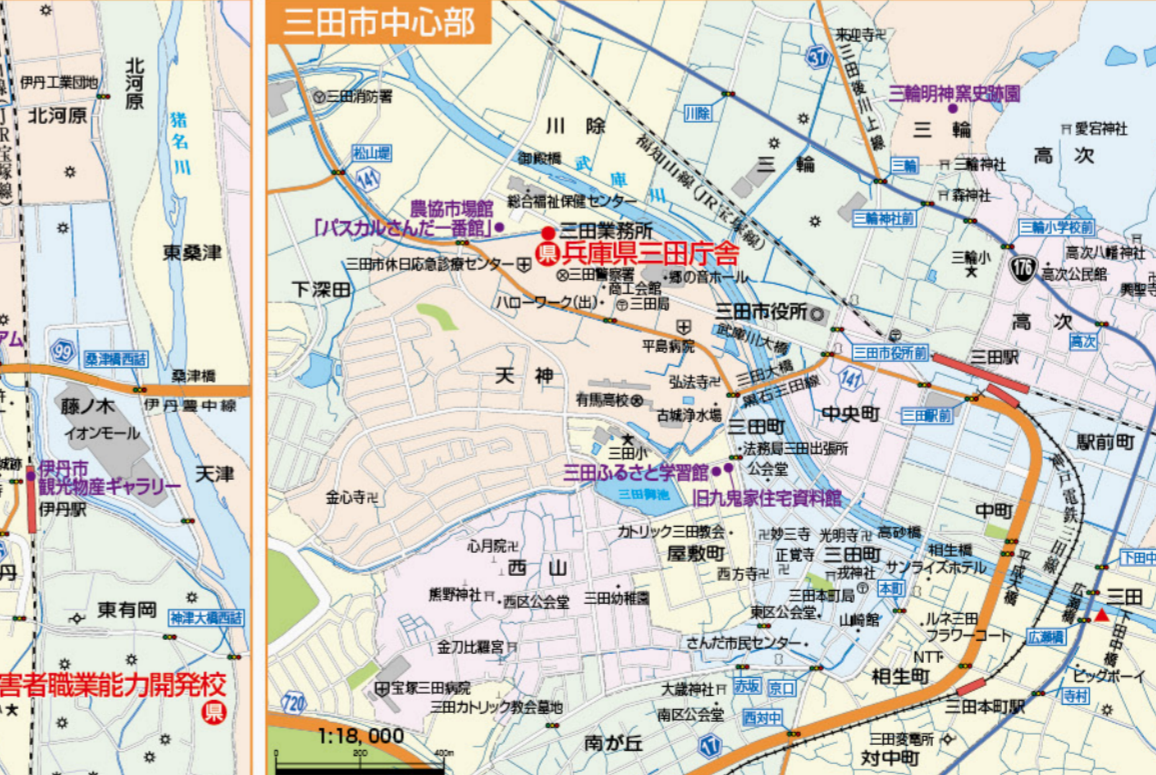 三田市中心部
北河原
伊丹工業団地
北河原
猪名川
東桑津
99
桑津橋西詰
桑津橋
伊丹豊中線
藤ノ木
イオンモール
天津
伊丹市
観光物産ギャラリー
伊丹駅
東有岡
神津大橋西詰
害者職業能力開発校
県
三田消防署
川除
御殿橋
武庫川
福知山線(JR宝塚線)
松山堤
141
農協市場館
「パスカルさんだ一番館」
総合福祉保健センター
三田業務所
県
兵庫県三田庁舎
三田市休日応急診療センター
三田警察署
郷の音ホール
商工会館
ハローワーク(出)
三田局
下深田
天神
平島病院
三田市役所
武庫川大橋
弘法寺
三田大橋
黒石三田線
有馬高校
古城浄水場
三田小
三田町
法務局三田出張所
公会堂
三田ふるさと学習館
旧九鬼家住宅資料館
三田御池
金心寺
心月院
西山
カトリック三田教会
屋敷町
妙三寺
光明寺
高砂橋
正覚寺
三田町
西方寺
戎神社
相生橋
サンライズホテル
三田本町局
本町
熊野神社
西区公会堂
三田幼稚園
東区公会堂
山崎館
金刀比羅宮
さんだ市民センター
ルネ三田
フラワーコート
NTT
宝塚三田病院
三田カトリック教会墓地
大歳神社
赤坂
京口
南区公会堂
西対中
相生町
三田本町駅
720
1:18,000
0
200
400m
南が丘
47
三田変電所
対中町
来迎寺
37
三田後川上線
川除
三輪明神窯史跡園
三輪
三輪
愛宕神社
高次
三輪
三輪神社
森神社
三輪神社前
三輪小学校前
三輪小
176
高次八幡神社
高次公民館
高次
高次
三田市役所前
三田駅
141
三田駅前
中央町
駅前町
神戸電鉄三田線
中町
平成大橋
広瀬橋
三田
下田中橋
広瀬橋
ビッグボーイ
寺村